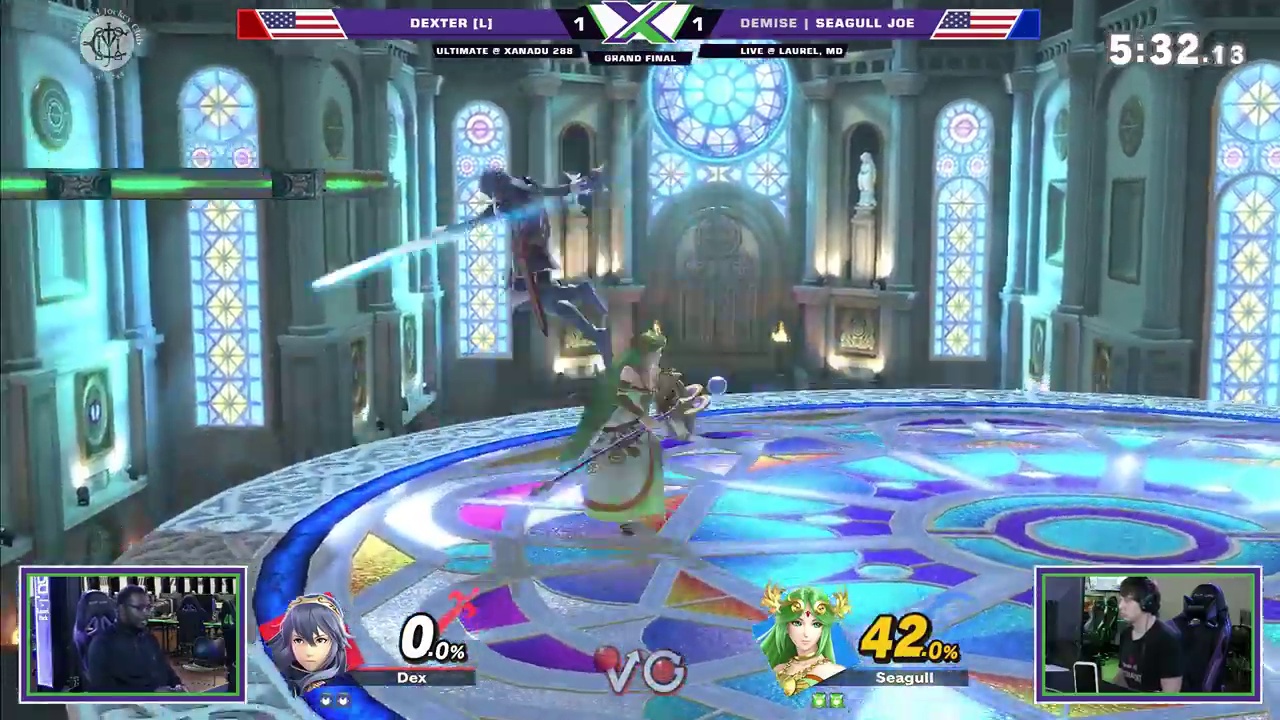 DEXTER [L]
1
1
DEMISE | SEAGULL JOE
ULTIMATE @ XANADU 288
GRAND FINAL
LIVE @ LAUREL, MD
5:32.13
0.0%
Dex
42.0%
Seagull